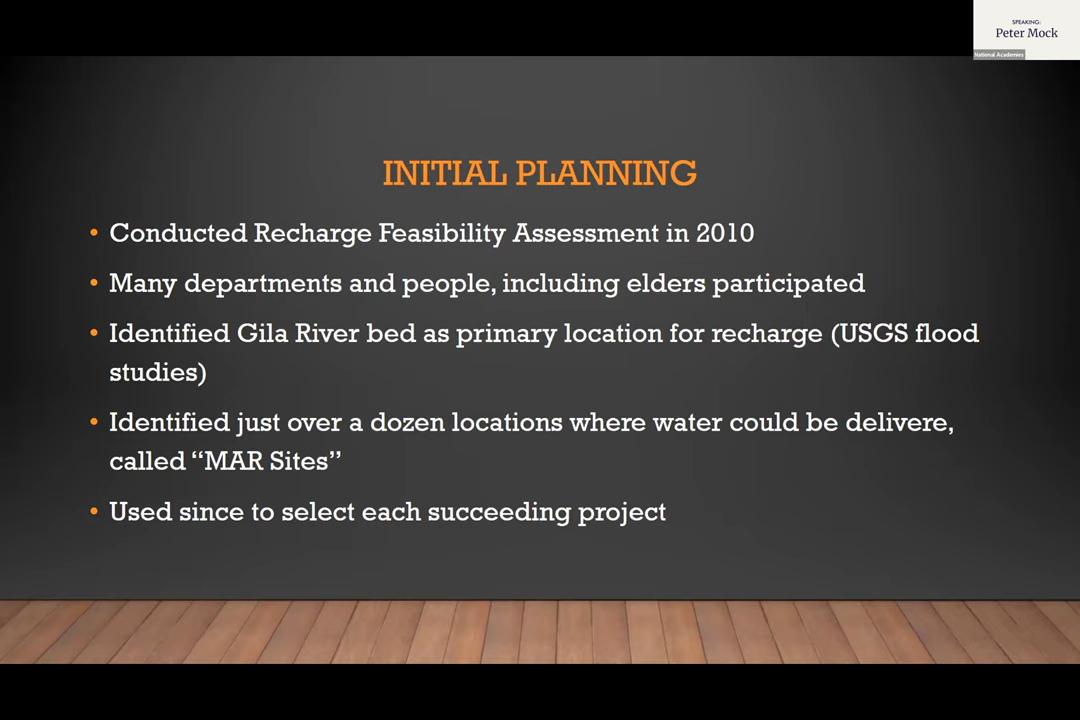 SPEAKING:
Peter Mock
National Academies
INITIAL PLANNING
• Conducted Recharge Feasibility Assessment in 2010
• Many departments and people, including elders participated
• Identified Gila River bed as primary location for recharge (USGS flood
studies)
• Identified just over a dozen locations where water could be delivere,
called “MAR Sites”
• Used since to select each succeeding project